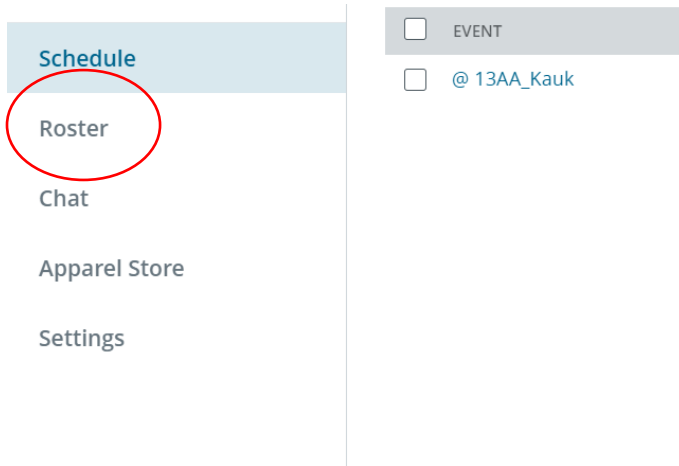 Schedule
Roster
Chat
Apparel Store
Settings
EVENT
@ 13AA_Kauk